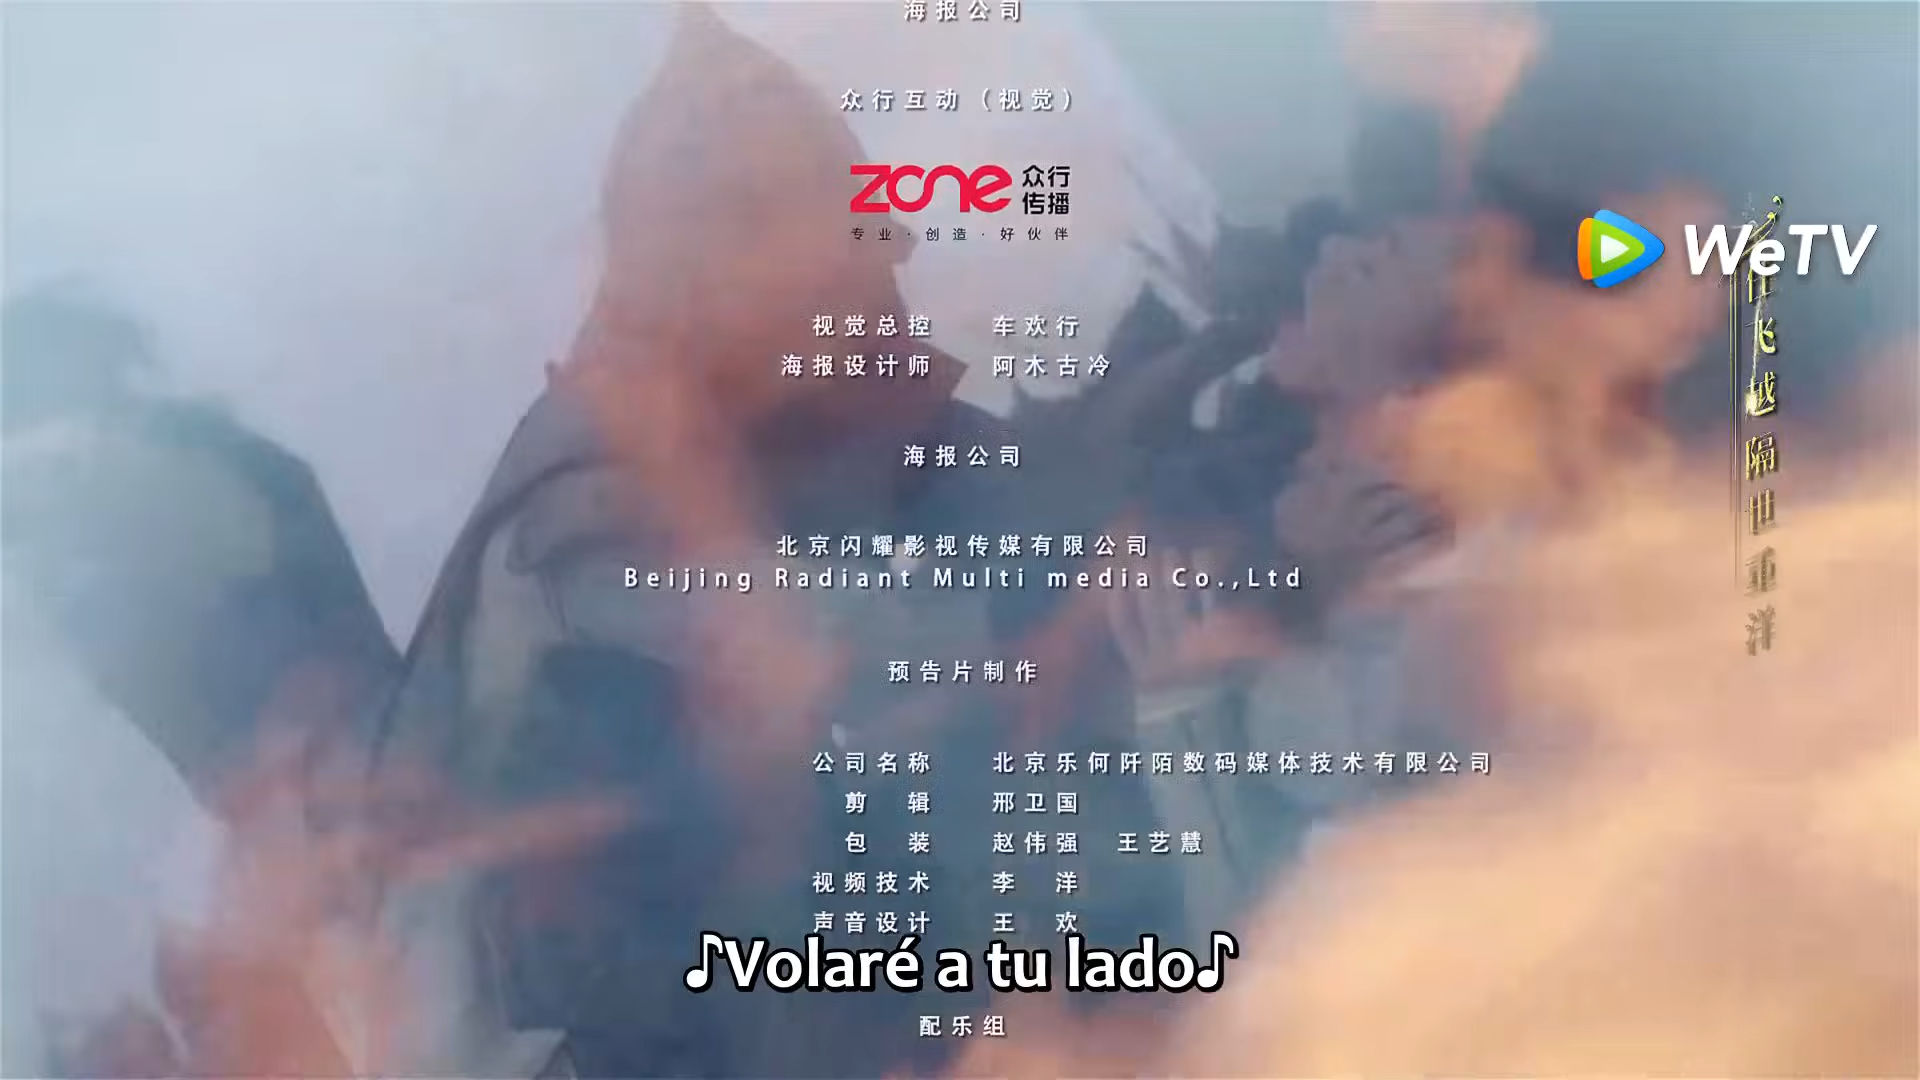 海报公司
众行互动（视觉）
zone 众行传播
专业·创造·好伙伴
WeTV
视觉总控 车欢行
海报设计师 阿木古冷
海报公司
北京闪耀影视传媒有限公司
Beijing Radiant Multi media Co.,Ltd
预告片制作
公司名称 北京乐何阡陌数码媒体技术有限公司
剪辑 邢卫国
包装 赵伟强 王艺慧
视频技术 李洋
声音设计 王欢
♪Volaré a tu lado♪
配乐组
飞越隔世重洋